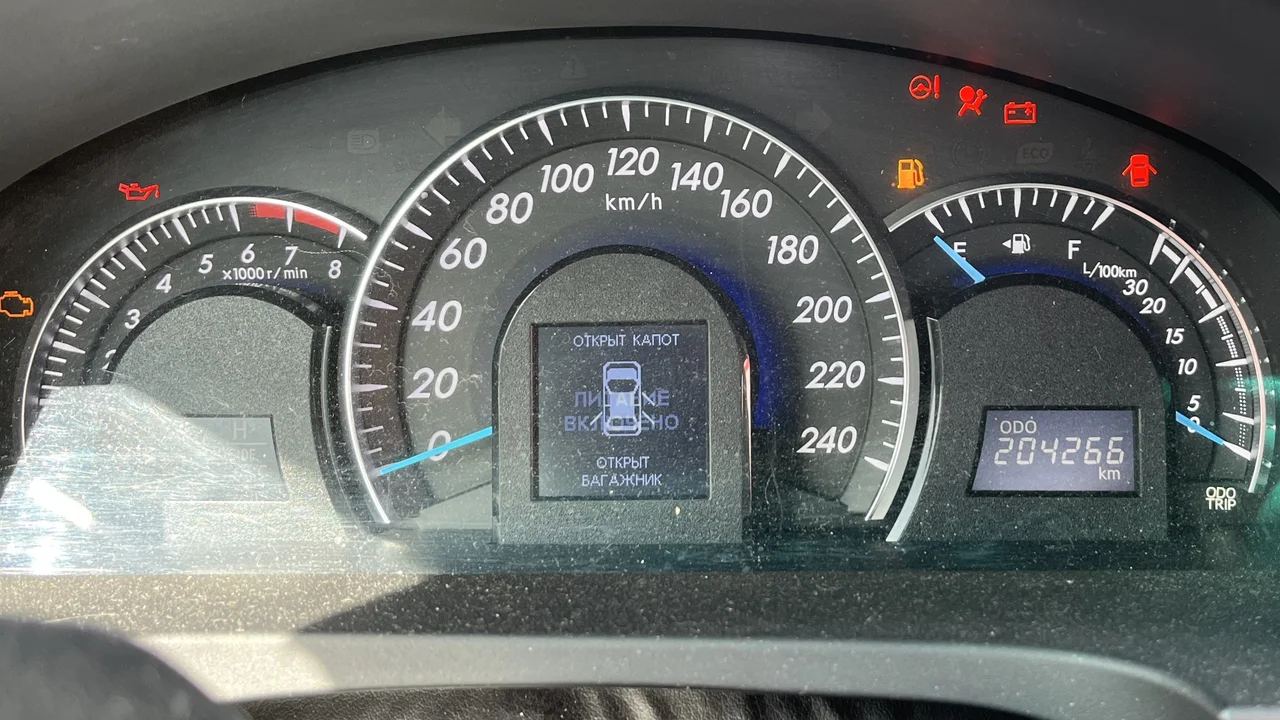 120
100
140
80
km/h
160
60
6
7
180
F
5
x1000r/min
8
L/100km
4
30
20
200
40
3
15
ОТКРЫТ КАПОТ
10
20
220
ПИТАНИЕ
ВКЛЮЧЕНО
5
0
240
ODO
204266
km
ОТКРЫТ
БАГАЖНИК
ODO
TRIP
ECO